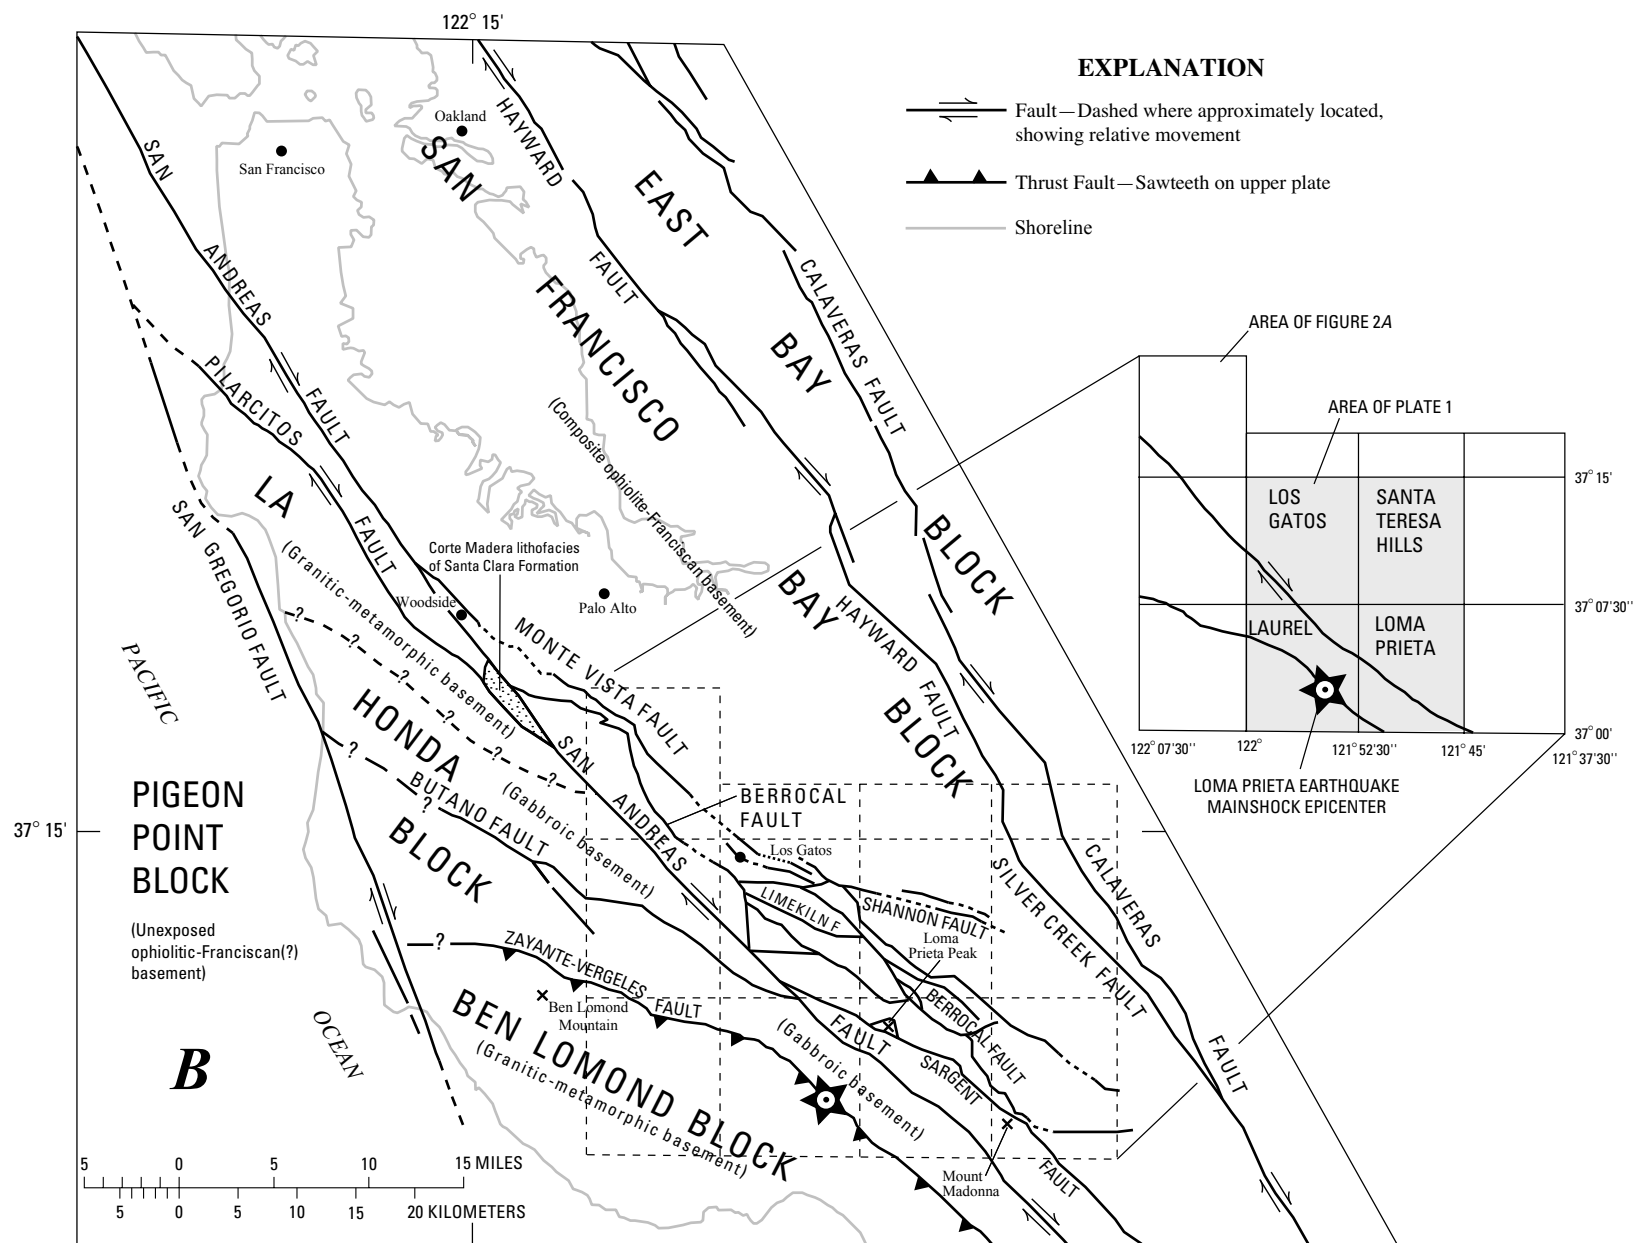 122° 15'
EXPLANATION
Fault—Dashed where approximately located,
showing relative movement
Thrust Fault—Sawteeth on upper plate
Shoreline
Oakland
San Francisco
SAN
ANDREAS
FAULT
HAYWARD
FAULT
SAN
FRANCISCO
BAY
BLOCK
(Composite ophiolite-Franciscan basement)
EAST
BAY
BLOCK
CALAVERAS FAULT
PILARCITOS
FAULT
LA
HONDA
BLOCK
(Granitic-metamorphic basement)
SAN GREGORIO FAULT
Corte Madera lithofacies
of Santa Clara Formation
Woodside
Palo Alto
MONTE VISTA FAULT
HAYWARD FAULT
?
?
?
?
?
?
?
?
(Gabbroic basement)
BUTANO FAULT
SAN
ANDREAS
FAULT
BERROCAL
FAULT
Los Gatos
LIMEKILN F
SHANNON FAULT
Loma
Prieta Peak
SILVER CREEK FAULT
CALAVERAS
FAULT
PACIFIC
OCEAN
37° 15'
PIGEON
POINT
BLOCK
(Unexposed
ophiolitic-Franciscan(?)
basement)
?
ZAYANTE-VERGELES FAULT
Ben Lomond
Mountain
BEN LOMOND BLOCK
(Granitic-metamorphic basement)
(Gabbroic basement)
BERROCAL FAULT
SARGENT
FAULT
Mount
Madonna
B
5 0 5 10 15 MILES
5 0 5 10 15 20 KILOMETERS
AREA OF FIGURE 2A
AREA OF PLATE 1
LOS
GATOS
SANTA
TERESA
HILLS
LAUREL
LOMA
PRIETA
37° 15'
37° 07'30''
37° 00'
122° 07'30''
122°
121° 52'30''
121° 45'
121° 37'30''
LOMA PRIETA EARTHQUAKE
MAINSHOCK EPICENTER